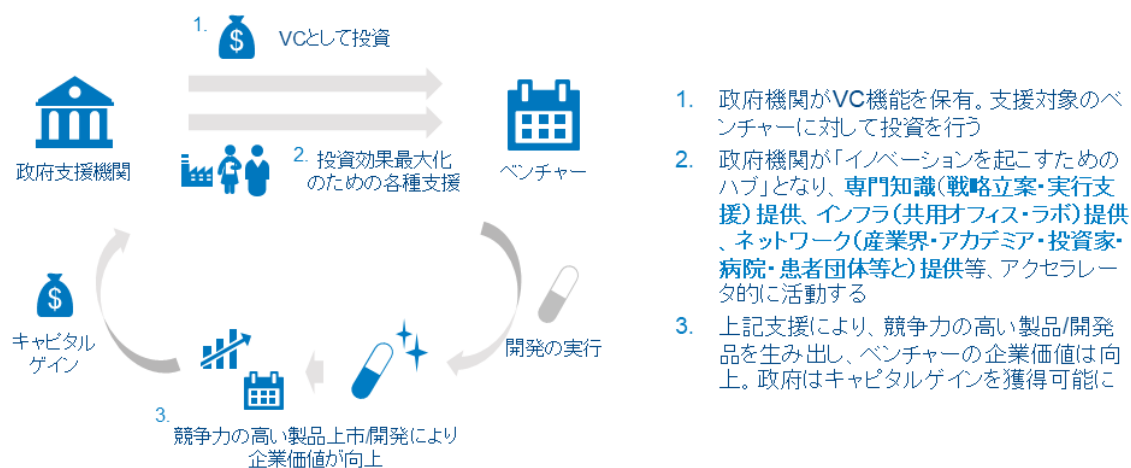 1.
VCとして投資
政府支援機関
2. 投資効果最大化
のための各種支援
ベンチャー
キャピタル
ゲイン
開発の実行
3.
競争力の高い製品上市/開発により
企業価値が向上
1. 政府機関がVC機能を保有。支援対象のベ
ンチャーに対して投資を行う
2. 政府機関が「イノベーションを起こすための
ハブ」となり、専門知識(戦略立案・実行支
援)提供、インフラ(共用オフィス・ラボ)提供
、ネットワーク(産業界・アカデミア・投資家・
病院・患者団体等と)提供等、アクセラレー
タ的に活動する
3. 上記支援により、競争力の高い製品/開発
品を生み出し、ベンチャーの企業価値は向
上。政府はキャピタルゲインを獲得可能に